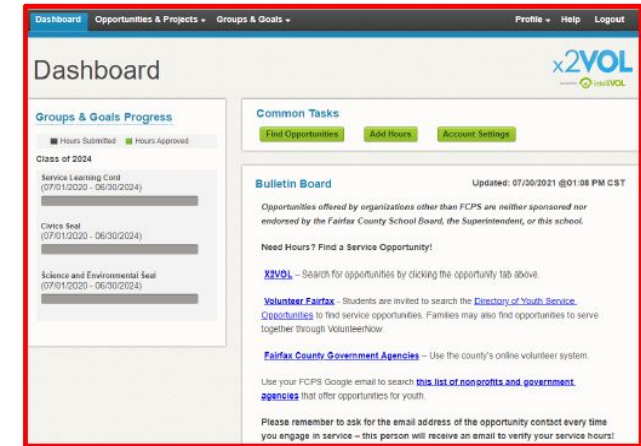 Dashboard Opportunities & Projects Groups & Goals Profile Help Logout
Dashboard
x2VOL
powered by intelliVOL
Groups & Goals Progress
Hours Submitted Hours Approved
Class of 2024
Service Learning Cord
(07/01/2020 - 06/30/2024)
Civics Seal
(07/01/2020 - 06/30/2024)
Science and Environmental Seal
(07/01/2020 - 06/30/2024)
Common Tasks
Find Opportunities Add Hours Account Settings
Bulletin Board Updated: 07/30/2021 @01:08 PM CST
Opportunities offered by organizations other than FCPS are neither sponsored nor
endorsed by the Fairfax County School Board, the Superintendent, or this school.
Need Hours? Find a Service Opportunity!
X2VOL – Search for opportunities by clicking the opportunity tab above.
Volunteer Fairfax - Students are invited to search the Directory of Youth Service
Opportunities to find service opportunities. Families may also find opportunities to serve
together through VolunteerNow.
Fairfax County Government Agencies – Use the county's online volunteer system.
Use your FCPS Google email to search this list of nonprofits and government
agencies that offer opportunities for youth.
Please remember to ask for the email address of the opportunity contact every time
you engage in service – this person will receive an email to verify your service hours!